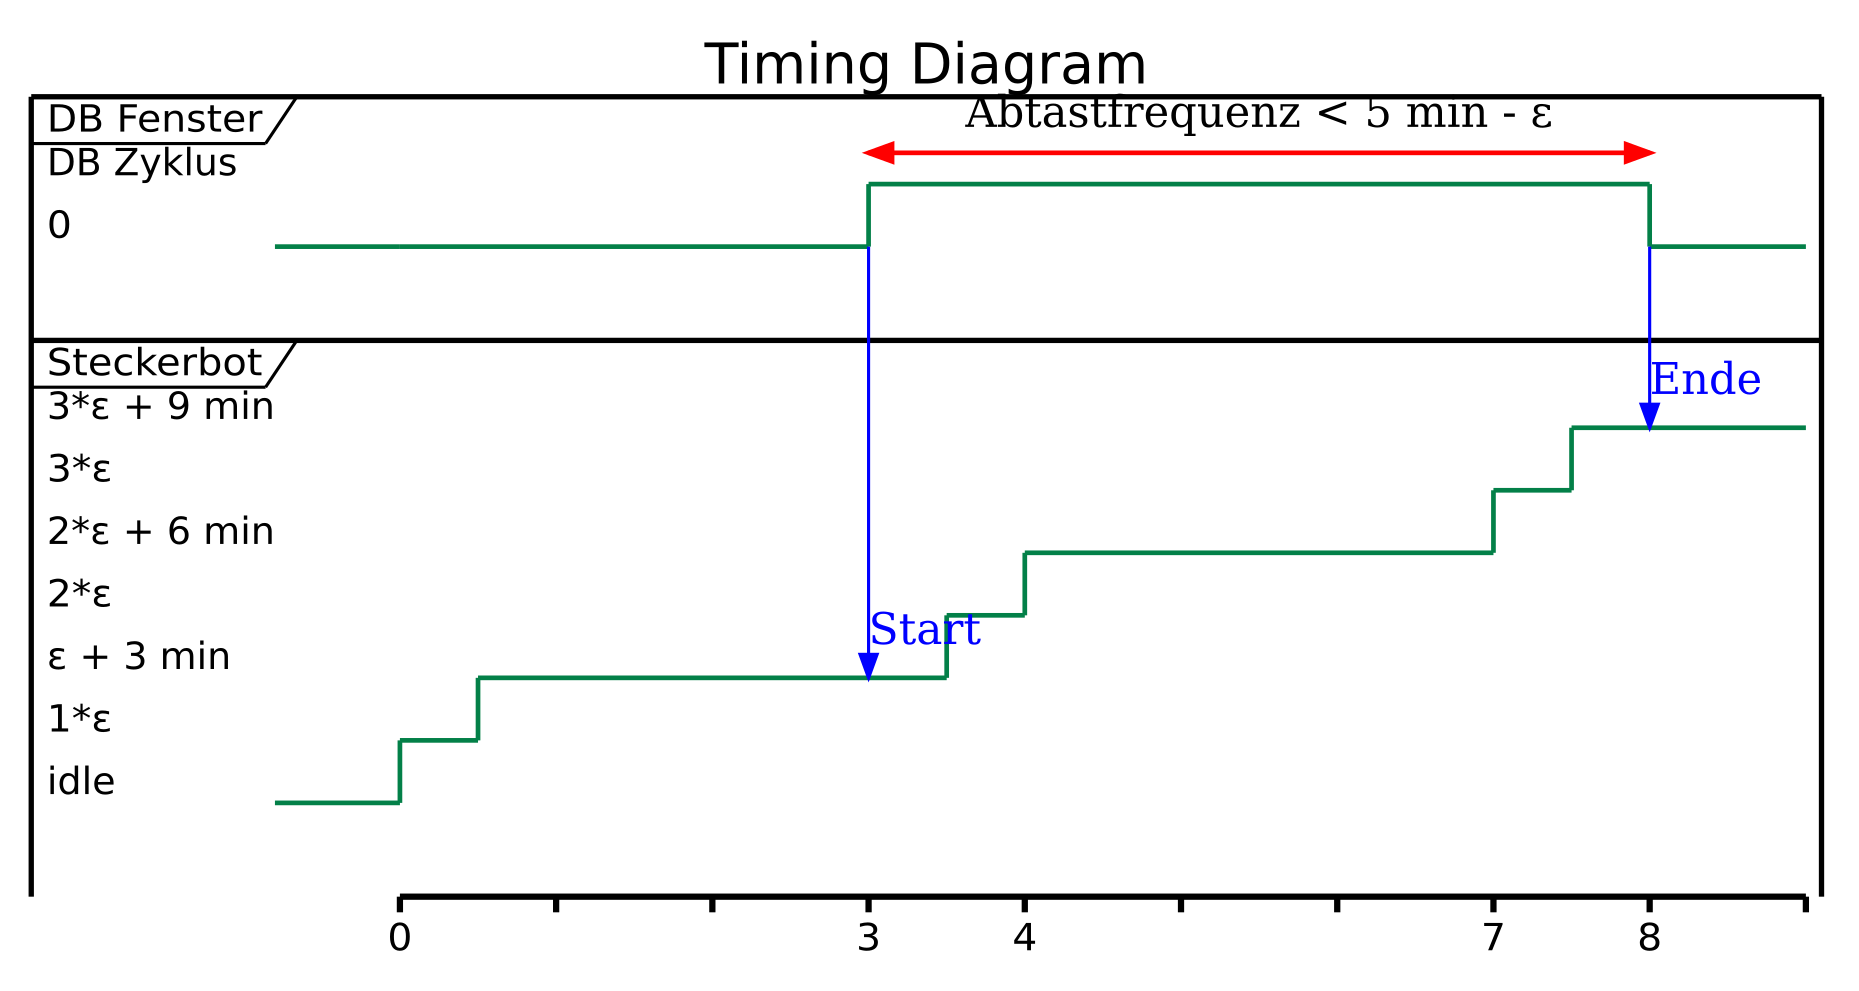 Timing Diagram
DB Fenster
Abtastfrequenz < 5 min - ε
DB Zyklus
0
Steckerbot
Ende
3*ε + 9 min
3*ε
2*ε + 6 min
2*ε
Start
ε + 3 min
1*ε
idle
0 3 4 7 8